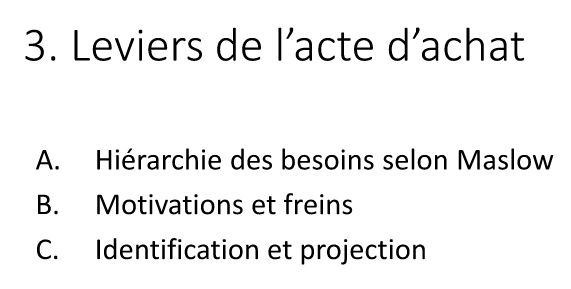 3. Leviers de l’acte d’achat
A. Hiérarchie des besoins selon Maslow
B. Motivations et freins
C. Identification et projection